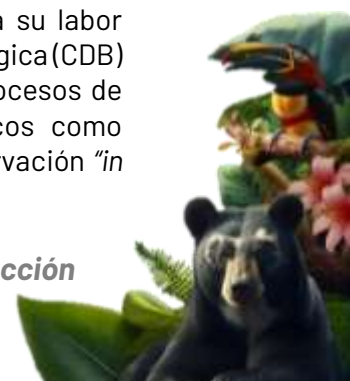 a su labor
gica (CDB)
ocesos de
cos como
rvación “in
cción